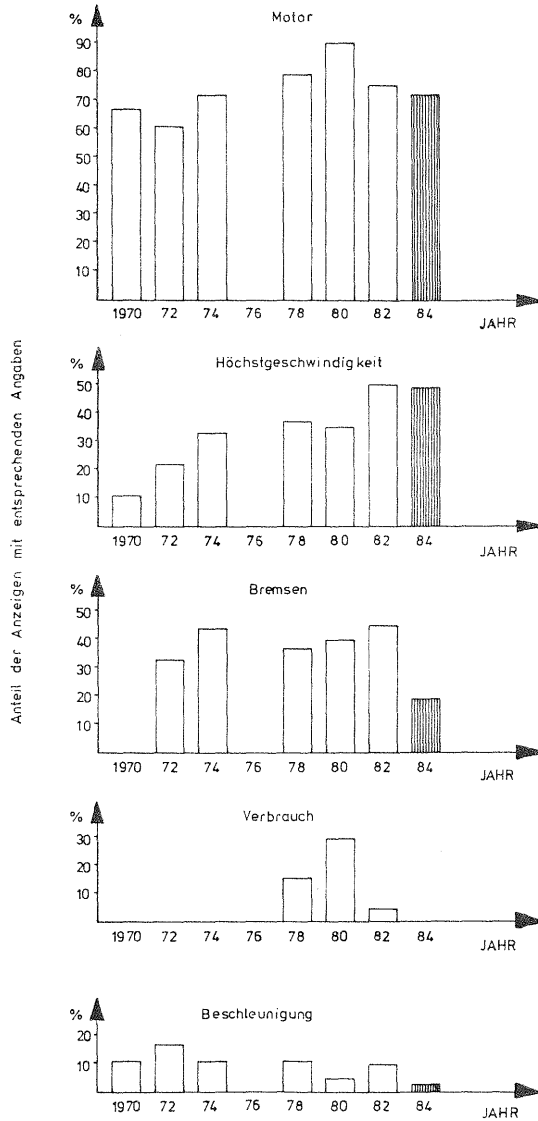 Anteil der Anzeigen mit entsprechenden Angaben
% Motor
90
80
70
60
50
40
30
20
10
1970 72 74 76 78 80 82 84 JAHR
% Höchstgeschwindigkeit
50
40
30
20
10
1970 72 74 76 78 80 82 84 JAHR
% Bremsen
50
40
30
20
10
1970 72 74 76 78 80 82 84 JAHR
% Verbrauch
30
20
10
1970 72 74 76 78 80 82 84 JAHR
% Beschleunigung
20
10
1970 72 74 76 78 80 82 84 JAHR